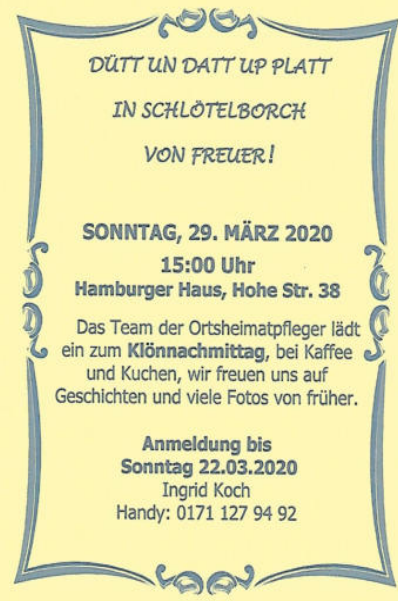 DÜTT UN DATT UP PLATT
IN SCHLÖTELBORCH
VON FREUER!
SONNTAG, 29. MÄRZ 2020
15:00 Uhr
Hamburger Haus, Hohe Str. 38
Das Team der Ortsheimatpfleger lädt
ein zum Klönnachmittag, bei Kaffee
und Kuchen, wir freuen uns auf
Geschichten und viele Fotos von früher.
Anmeldung bis
Sonntag 22.03.2020
Ingrid Koch
Handy: 0171 127 94 92